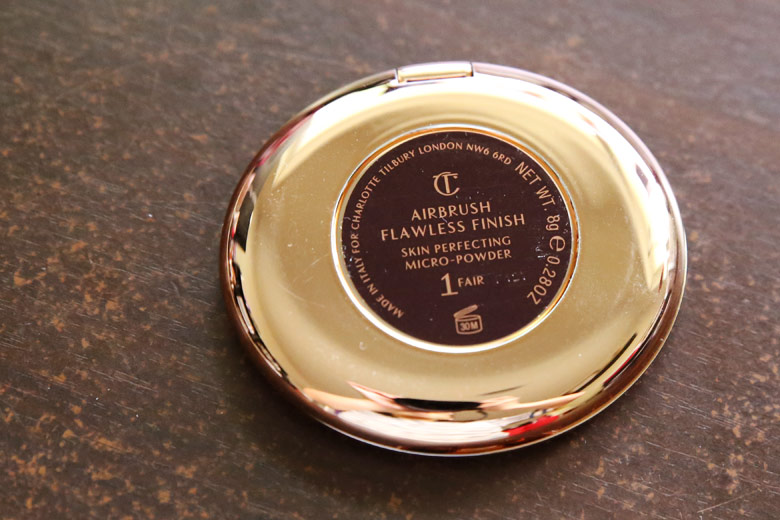 MADE IN ITALY FOR CHARLOTTE TILBURY LONDON NW6 6RD
NET WT. 8g e 0.28OZ
CT
AIRBRUSH
FLAWLESS FINISH
SKIN PERFECTING
MICRO-POWDER
1 FAIR
30M